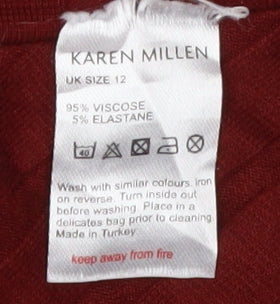 KAREN MILLEN
UK SIZE 12
95% VISCOSE
5% ELASTANE
40
Wash with similar colours. Iron
on reverse. Turn inside out
before washing. Place in a
delicates bag prior to cleaning.
Made in Turkey
keep away from fire